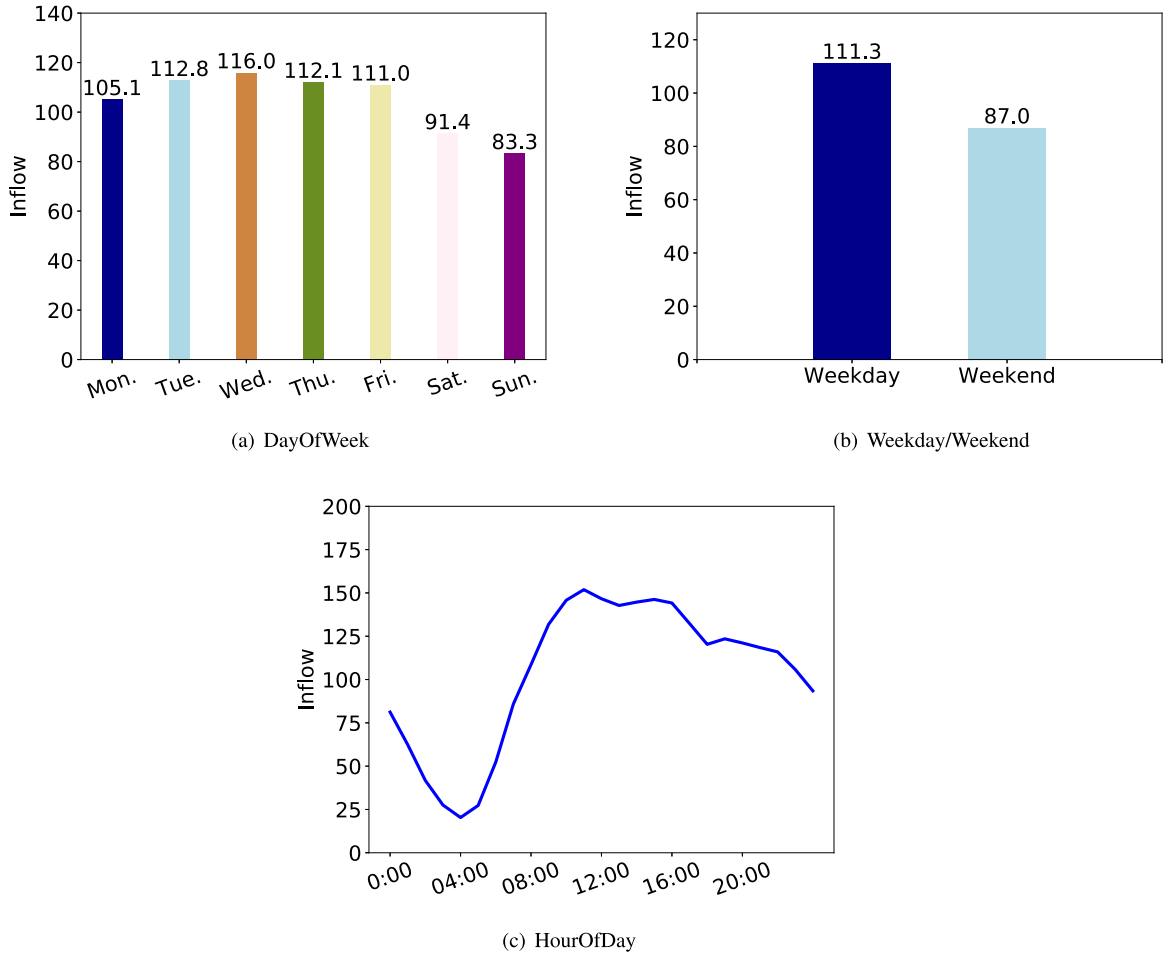 140
120
100
80
60
40
20
0
Inflow
105.1
112.8
116.0
112.1
111.0
91.4
83.3
Mon.
Tue.
Wed.
Thu.
Fri.
Sat.
Sun.
(a) DayOfWeek
120
100
80
60
40
20
0
Inflow
111.3
87.0
Weekday
Weekend
(b) Weekday/Weekend
200
175
150
125
100
75
50
25
0
Inflow
0:00
04:00
08:00
12:00
16:00
20:00
(c) HourOfDay